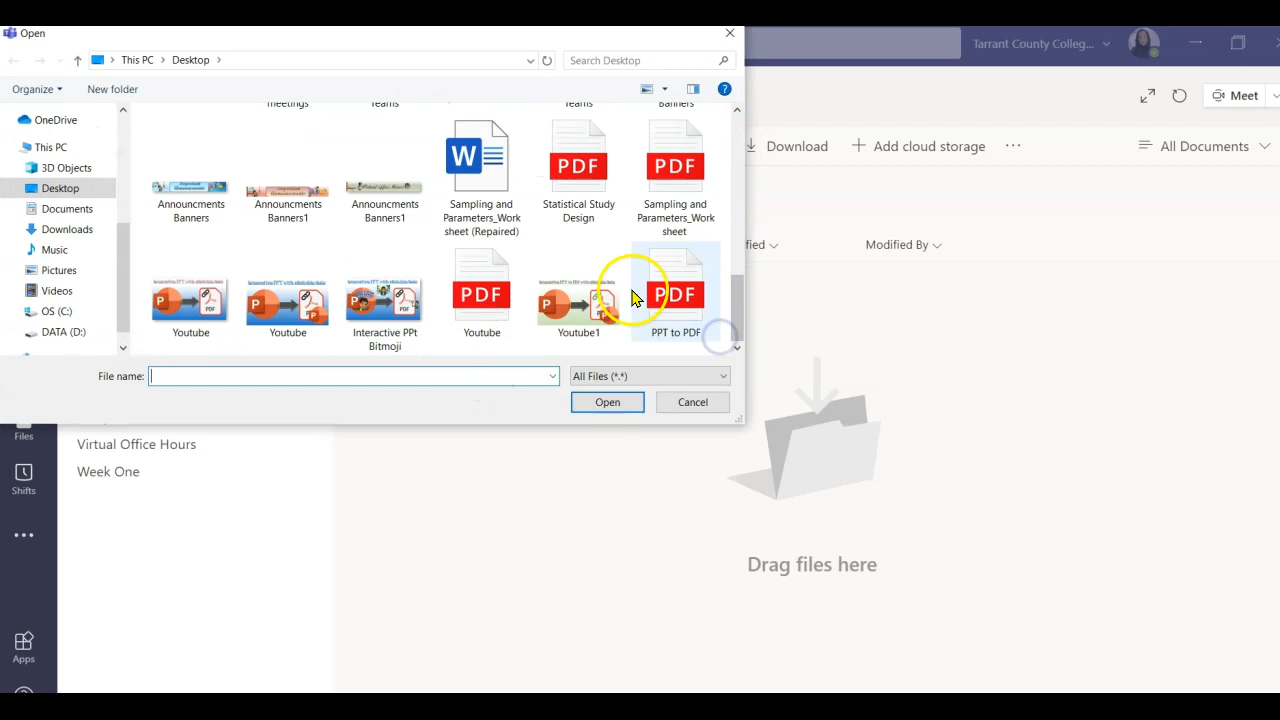 Open
This PC
Desktop
Search Desktop
Tarrant County Colleg...
Organize
New folder
Meet
OneDrive
This PC
3D Objects
Desktop
Documents
Downloads
Music
Pictures
Videos
OS (C:)
DATA (D:)
meetings
Teams
Teams
Banners
W
PDF
PDF
Announcments
Banners
Announcments
Banners1
Announcments
Banners1
Sampling and
Parameters_Work
sheet (Repaired)
Statistical Study
Design
Sampling and
Parameters_Work
sheet
PDF
PDF
Youtube
Youtube
Interactive PPt
Bitmoji
Youtube
Youtube1
PPT to PDF
File name:
All Files (*.*)
Open
Cancel
Download
Add cloud storage
All Documents
fied
Modified By
Files
Virtual Office Hours
Week One
Shifts
Apps
Drag files here